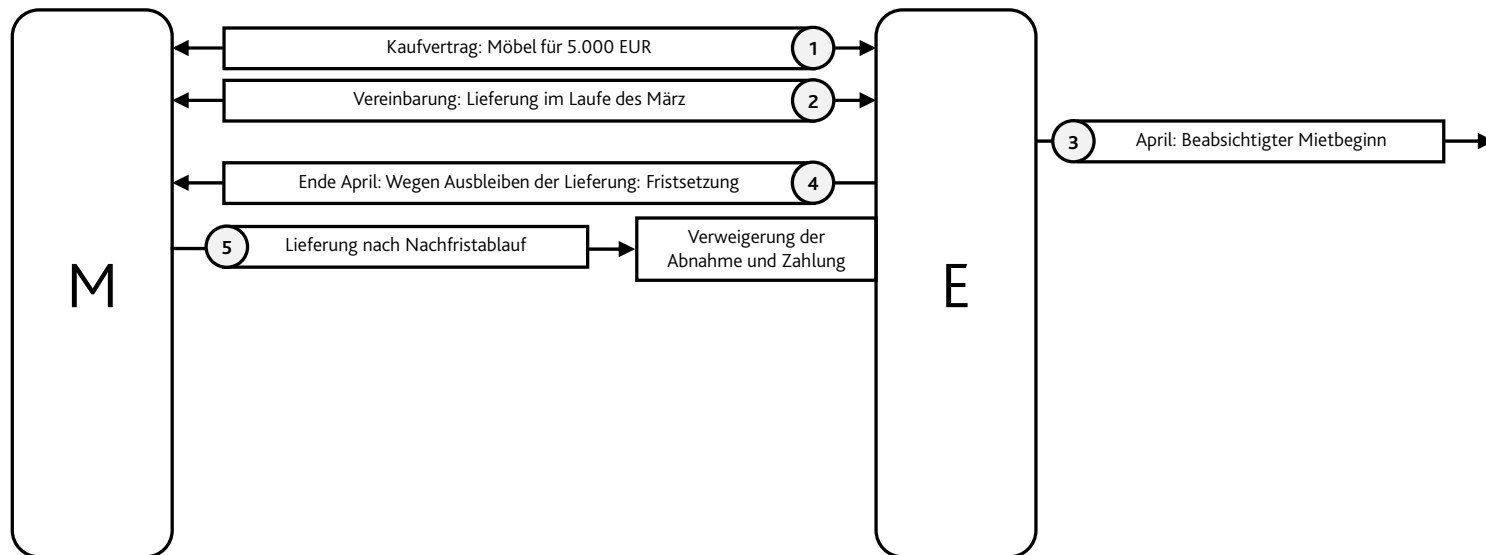 Kaufvertrag: Möbel für 5.000 EUR 1
Vereinbarung: Lieferung im Laufe des März 2
3 April: Beabsichtigter Mietbeginn
Ende April: Wegen Ausbleiben der Lieferung: Fristsetzung 4
5 Lieferung nach Nachfristablauf
Verweigerung der
Abnahme und Zahlung
M
E